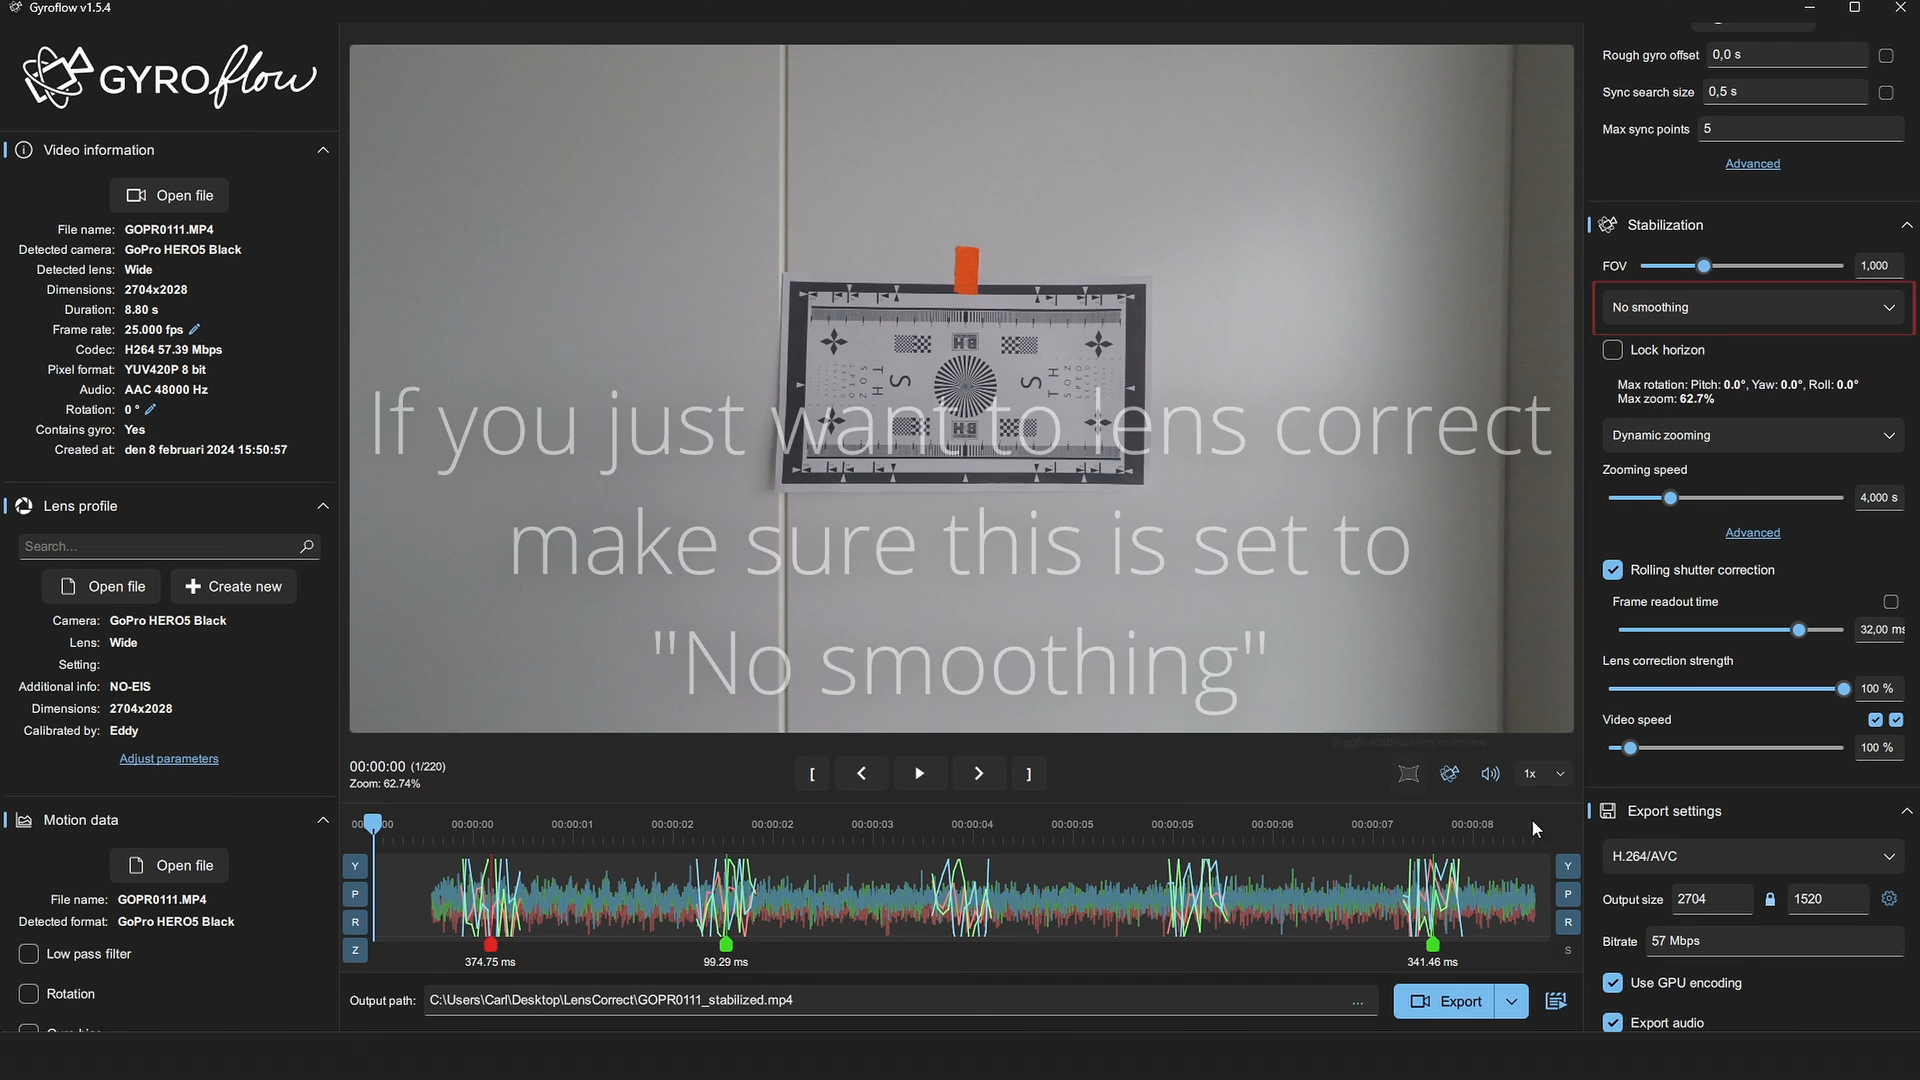 Gyroflow v1.5.4
GYROflow
Video information
Open file
File name: GOPR0111.MP4
Detected camera: GoPro HERO5 Black
Detected lens: Wide
Dimensions: 2704x2028
Duration: 8.80 s
Frame rate: 25.000 fps
Codec: H264 57.39 Mbps
Pixel format: YUV420P 8 bit
Audio: AAC 48000 Hz
Rotation: 0 °
Contains gyro: Yes
Created at: den 8 februari 2024 15:50:57
Lens profile
Search...
Open file
Create new
Camera: GoPro HERO5 Black
Lens: Wide
Setting:
Additional info: NO-EIS
Dimensions: 2704x2028
Calibrated by: Eddy
Adjust parameters
Motion data
Open file
File name: GOPR0111.MP4
Detected format: GoPro HERO5 Black
Low pass filter
Rotation
If you just want to lens correct
make sure this is set to
"No smoothing"
Toggle stabilization overview
00:00:00 (1/220)
Zoom: 62.74%
[
]
1x
00:00:00 00:00:01 00:00:02 00:00:02 00:00:03 00:00:04 00:00:05 00:00:05 00:00:06 00:00:07 00:00:08
Y
P
R
Z
Y
P
R
S
374.75 ms
99.29 ms
341.46 ms
Output path: C:\Users\Carl\Desktop\LensCorrect\GOPR0111_stabilized.mp4 ...
Export
Rough gyro offset 0,0 s
Sync search size 0,5 s
Max sync points 5
Advanced
Stabilization
FOV 1,000
No smoothing
Lock horizon
Max rotation: Pitch: 0.0°, Yaw: 0.0°, Roll: 0.0°
Max zoom: 62.7%
Dynamic zooming
Zooming speed
4,000 s
Advanced
Rolling shutter correction
Frame readout time
32,00 ms
Lens correction strength
100 %
Video speed
100 %
Export settings
H.264/AVC
Output size 2704 1520
Bitrate 57 Mbps
Use GPU encoding
Export audio